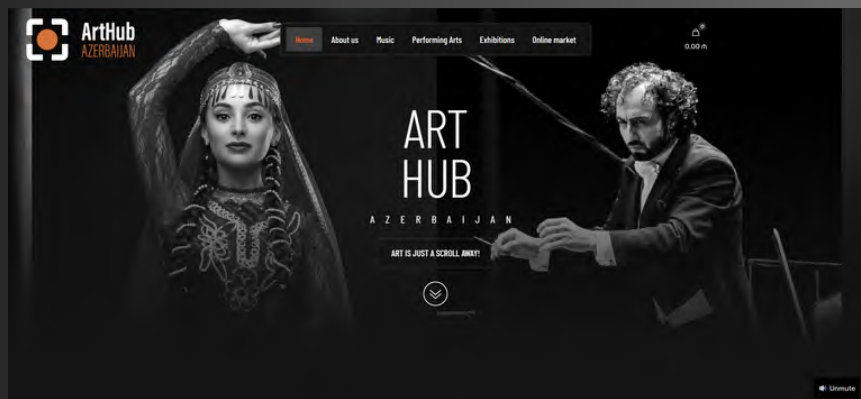 ArtHub
AZERBAIJAN
Home About us Music Performing Arts Exhibitions Online market
0.00 ₼
ART
HUB
AZERBAIJAN
ART IS JUST A SCROLL AWAY!
Unmute